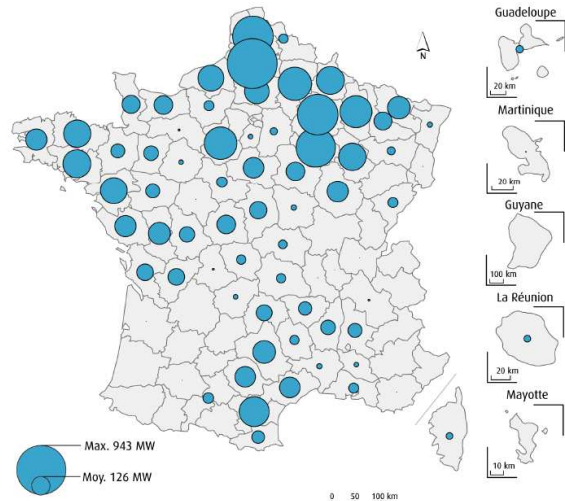 Guadeloupe
20 km
N
Martinique
20 km
Guyane
100 km
La Réunion
20 km
Mayotte
10 km
Max. 943 MW
Moy. 126 MW
0 50 100 km